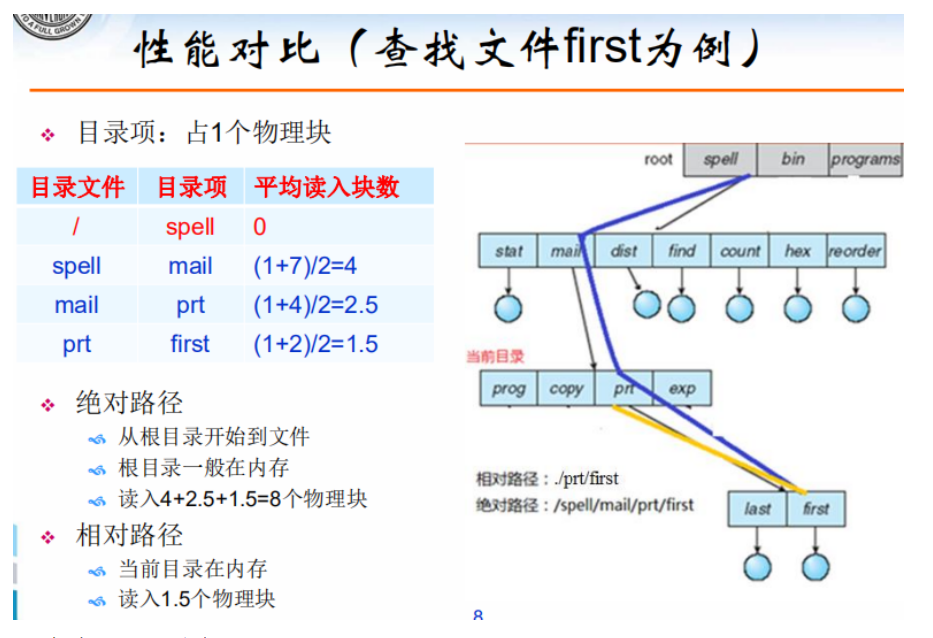 性能对比（查找文件first为例）
目录项：占1个物理块
目录文件 目录项 平均读入块数
/ spell 0
spell mail (1+7)/2=4
mail prt (1+4)/2=2.5
prt first (1+2)/2=1.5
绝对路径
从根目录开始到文件
根目录一般在内存
读入4+2.5+1.5=8个物理块
相对路径
当前目录在内存
读入1.5个物理块
root spell bin programs
stat mail dist find count hex reorder
当前目录
prog copy prt exp
相对路径：./prt/first
绝对路径：/spell/mail/prt/first
last first
8